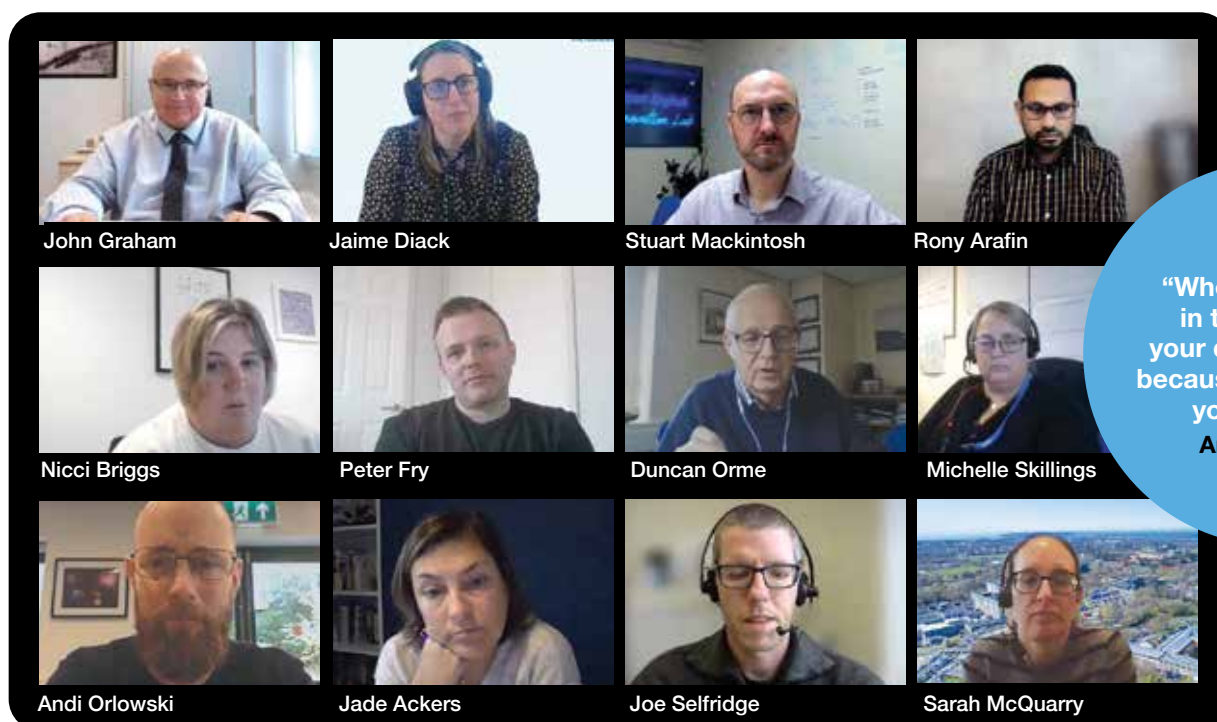 John Graham
Jaime Diack
Stuart Mackintosh
Rony Arafin
Nicci Briggs
Peter Fry
Duncan Orme
Michelle Skillings
Andi Orlowski
Jade Ackers
Joe Selfridge
Sarah McQuarry
“Whe
in t
your
becaus
yo
A